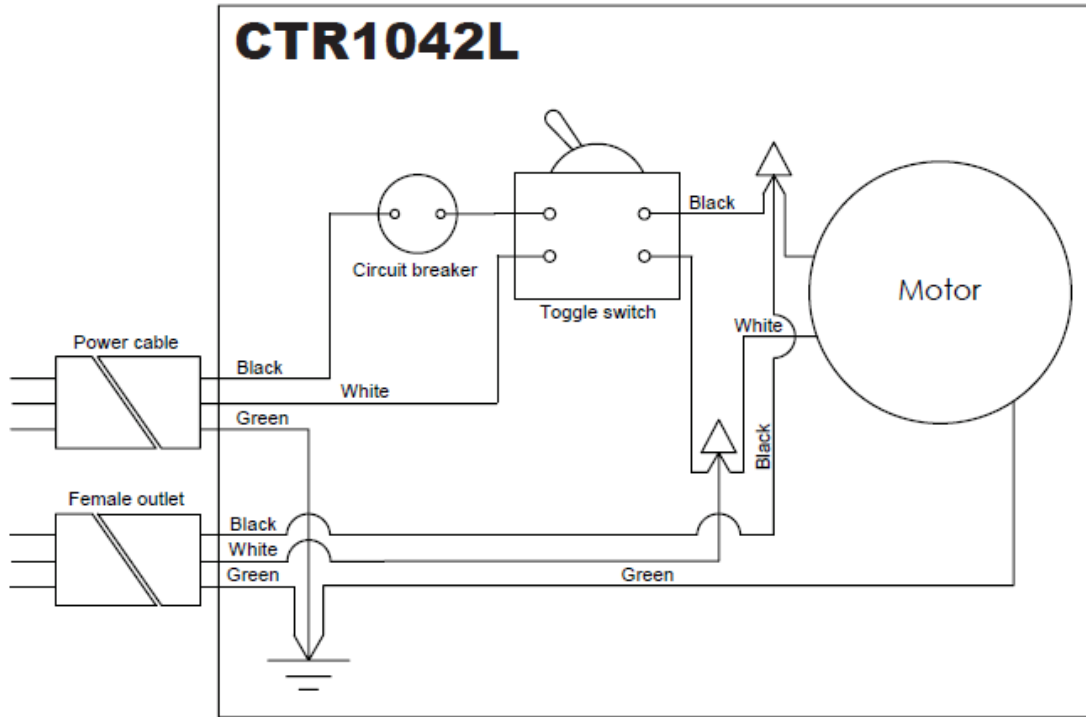 CTR1042L
Black
Circuit breaker
Motor
Toggle switch
White
Power cable
Black
White
Green
Black
Female outlet
Black
White
Green
Green